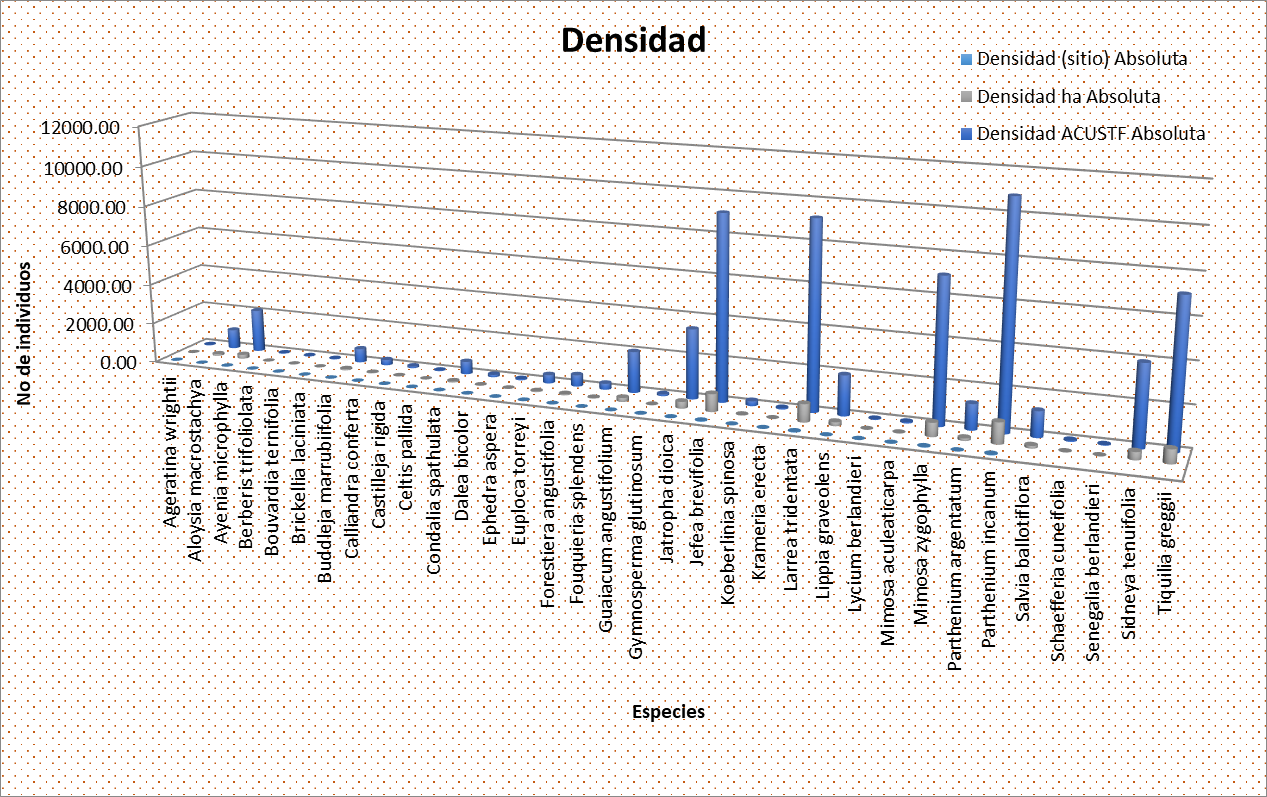 Densidad
Densidad (sitio) Absoluta
Densidad ha Absoluta
Densidad ACUSTF Absoluta
12000.00
10000.00
8000.00
6000.00
4000.00
2000.00
0.00
No de individuos
Ageratina wrightii
Aloysia macrostachya
Ayenia microphylla
Berberis trifoliolata
Bouvardia ternifolia
Brickellia laciniata
Buddleja marrubiifolia
Calliandra conferta
Castilleja rigida
Celtis pallida
Condalia spathulata
Dalea bicolor
Ephedra aspera
Euploca torreyi
Forestiera angustifolia
Fouquieria splendens
Guaiacum angustifolium
Gymnosperma glutinosum
Jatropha dioica
Jefea brevifolia
Koeberlinia spinosa
Krameria erecta
Larrea tridentata
Lippia graveolens
Lycium berlandieri
Mimosa aculeaticarpa
Mimosa zygophylla
Parthenium argentatum
Parthenium incanum
Salvia ballotiflora
Schaefferia cuneifolia
Senegalia berlandieri
Sidneya tenuifolia
Tiquilia greggii
Especies